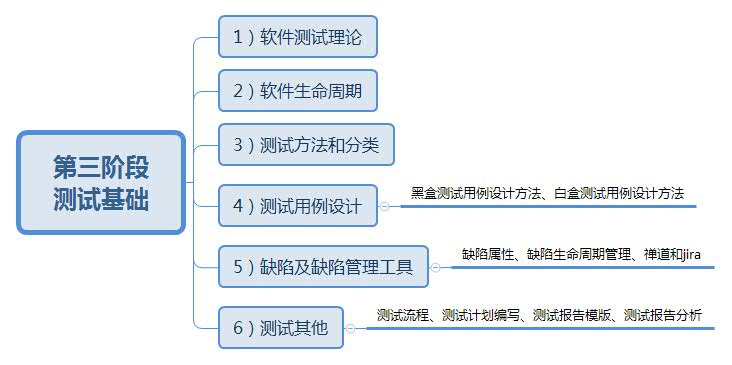 第三阶段
测试基础
1）软件测试理论
2）软件生命周期
3）测试方法和分类
4）测试用例设计
黑盒测试用例设计方法、白盒测试用例设计方法
5）缺陷及缺陷管理工具
缺陷属性、缺陷生命周期管理、禅道和jira
6）测试其他
测试流程、测试计划编写、测试报告模版、测试报告分析